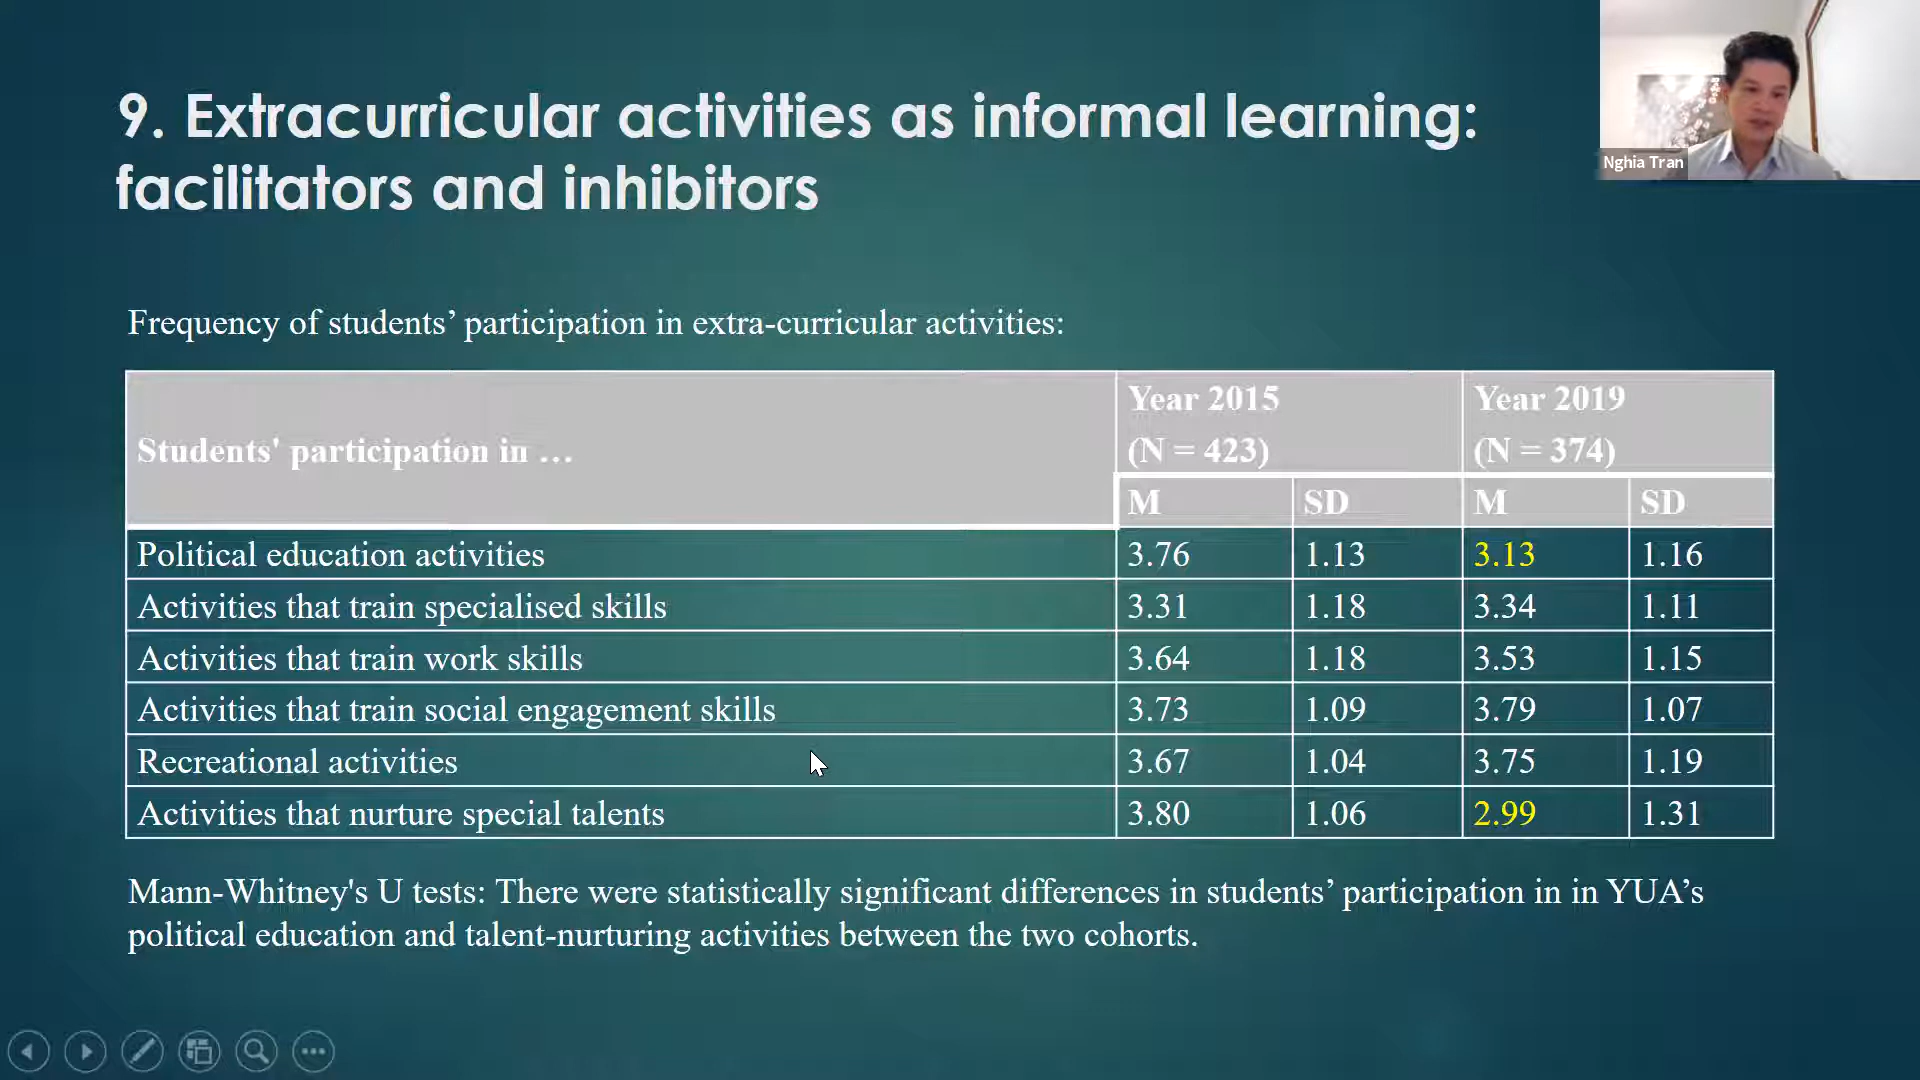 9. Extracurricular activities as informal learning:
facilitators and inhibitors
Nghia Tran
Frequency of students’ participation in extra-curricular activities:
Students' participation in …
Year 2015
(N = 423)
Year 2019
(N = 374)
M SD M SD
Political education activities 3.76 1.13 3.13 1.16
Activities that train specialised skills 3.31 1.18 3.34 1.11
Activities that train work skills 3.64 1.18 3.53 1.15
Activities that train social engagement skills 3.73 1.09 3.79 1.07
Recreational activities 3.67 1.04 3.75 1.19
Activities that nurture special talents 3.80 1.06 2.99 1.31
Mann-Whitney's U tests: There were statistically significant differences in students’ participation in in YUA’s
political education and talent-nurturing activities between the two cohorts.